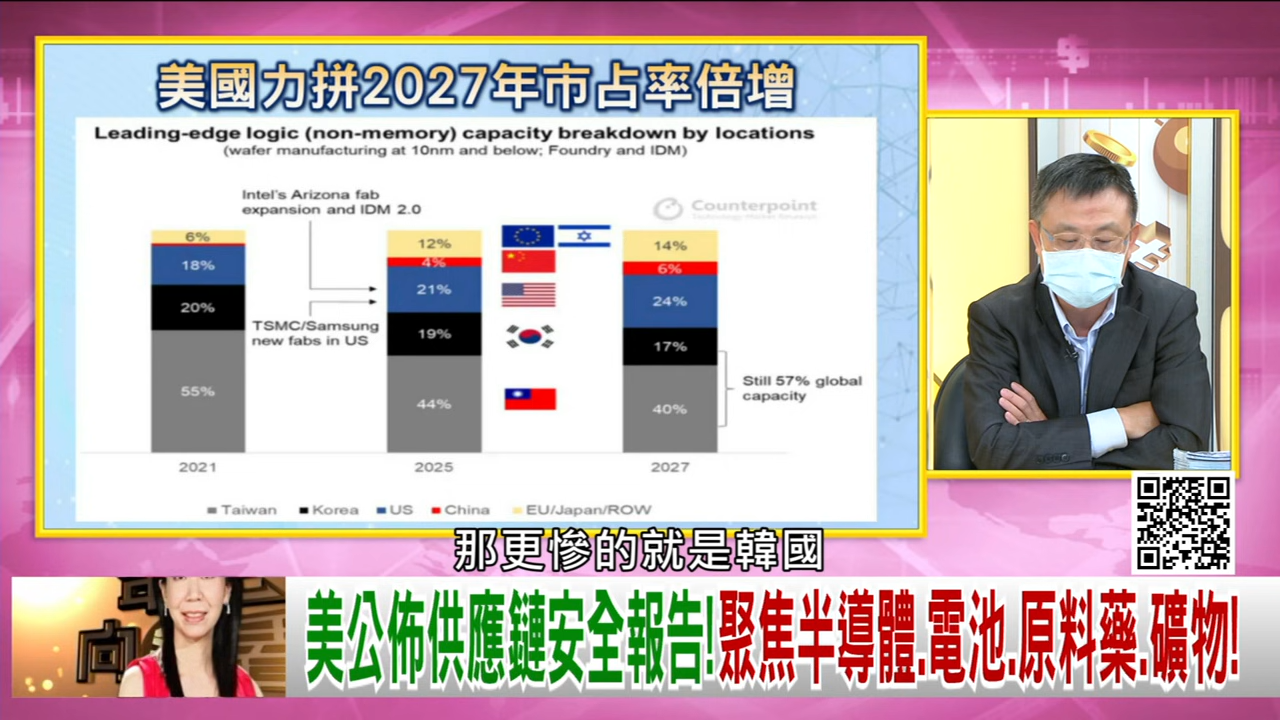 美國力拼2027年市占率倍增
Leading-edge logic (non-memory) capacity breakdown by locations
(wafer manufacturing at 10nm and below; Foundry and IDM)
Intel's Arizona fab
expansion and IDM 2.0
Counterpoint
Technology Market Research
6%
18%
20%
55%
TSMC/Samsung
new fabs in US
12%
4%
21%
19%
44%
14%
6%
24%
17%
40%
Still 57% global
capacity
2021
2025
2027
Taiwan
Korea
US
China
EU/Japan/ROW
那更慘的就是韓國
向
美公佈供應鏈安全報告!聚焦半導體.電池.原料藥.礦物!